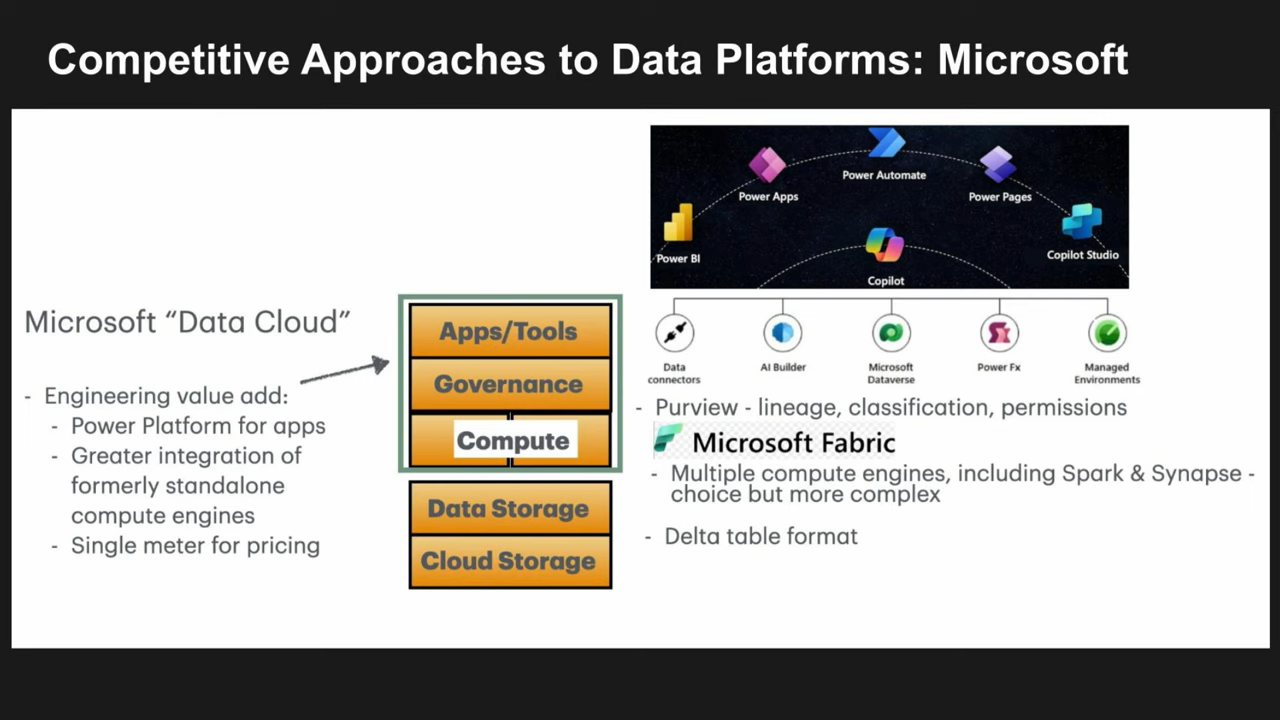 Competitive Approaches to Data Platforms: Microsoft
Microsoft “Data Cloud”
- Engineering value add:
- Power Platform for apps
- Greater integration of
formerly standalone
compute engines
- Single meter for pricing
Apps/Tools
Governance
Compute
Data Storage
Cloud Storage
Power Automate
Power Apps
Power Pages
Power BI
Copilot Studio
Copilot
Data
connectors
AI Builder
Microsoft
Dataverse
Power Fx
Managed
Environments
- Purview - lineage, classification, permissions
Microsoft Fabric
- Multiple compute engines, including Spark & Synapse -
choice but more complex
- Delta table format